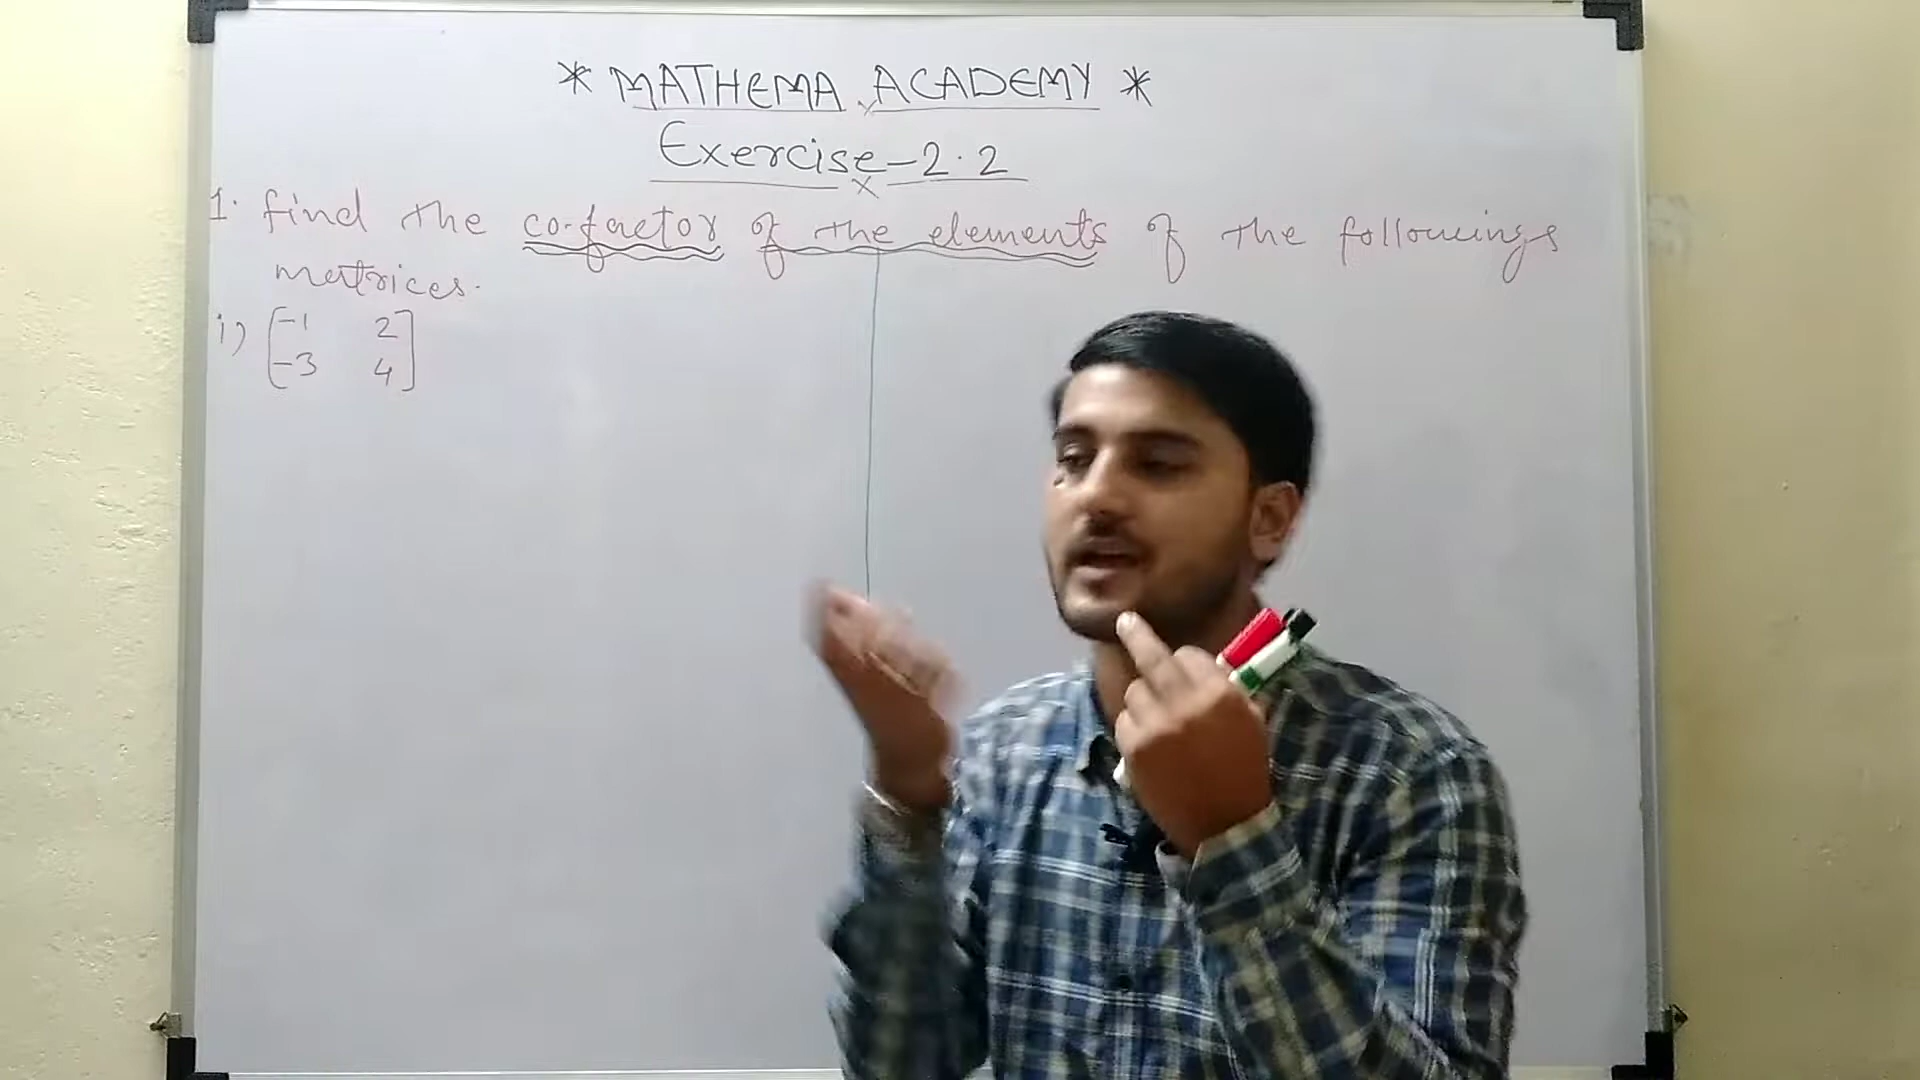 * MATHEMA ACADEMY *
Exercise-2.2
1. find the co-factor of the elements of the followings
matrices.
i) [-1 2]
[-3 4]